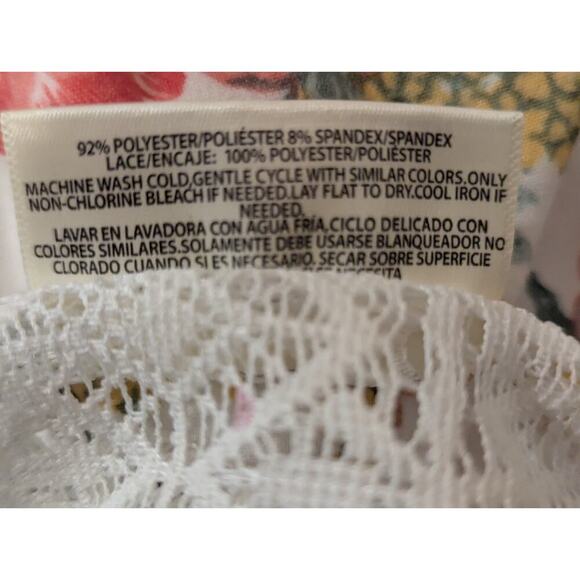 92% POLYESTER/POLIÉSTER 8% SPANDEX/SPANDEX
LACE/ENCAJE: 100% POLYESTER/POLIÉSTER
MACHINE WASH COLD,GENTLE CYCLE WITH SIMILAR COLORS.ONLY
NON-CHLORINE BLEACH IF NEEDED.LAY FLAT TO DRY.COOL IRON IF
NEEDED.
LAVAR EN LAVADORA CON AGUA FRÍA,CICLO DELICADO CON
COLORES SIMILARES.SOLAMENTE DEBE USARSE BLANQUEADOR NO
CLORADO CUANDO SI ES NECESARIO. SECAR SOBRE SUPERFICIE
NECESITA